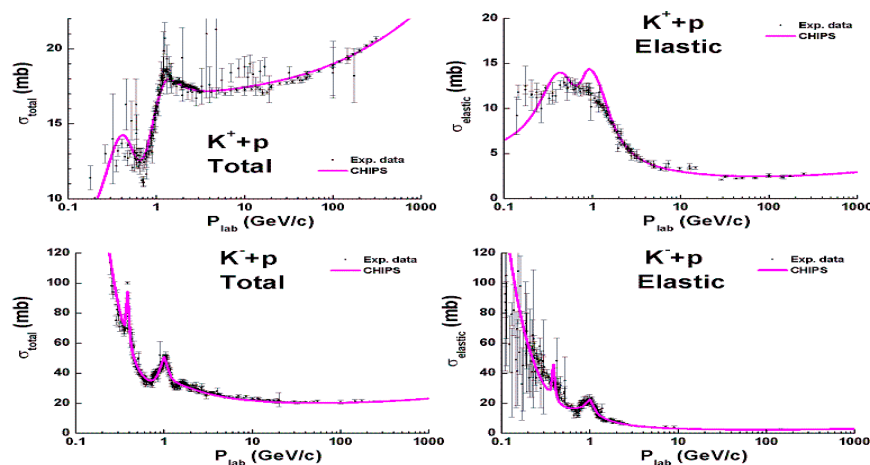 20
15
10
σtotal (mb)
K⁺+p
Total
Exp. data
CHIPS
0.1 1 10 100 1000
Plab (GeV/c)
20
15
10
5
0
σelastic (mb)
K⁺+p
Elastic
Exp. data
CHIPS
0.1 1 10 100 1000
Plab (GeV/c)
120
100
80
60
40
20
0
σtotal (mb)
K⁻+p
Total
Exp. data
CHIPS
0.1 1 10 100 1000
Plab (GeV/c)
120
100
80
60
40
20
0
σelastic (mb)
K⁻+p
Elastic
Exp. data
CHIPS
0.1 1 10 100 1000
Plab (GeV/c)